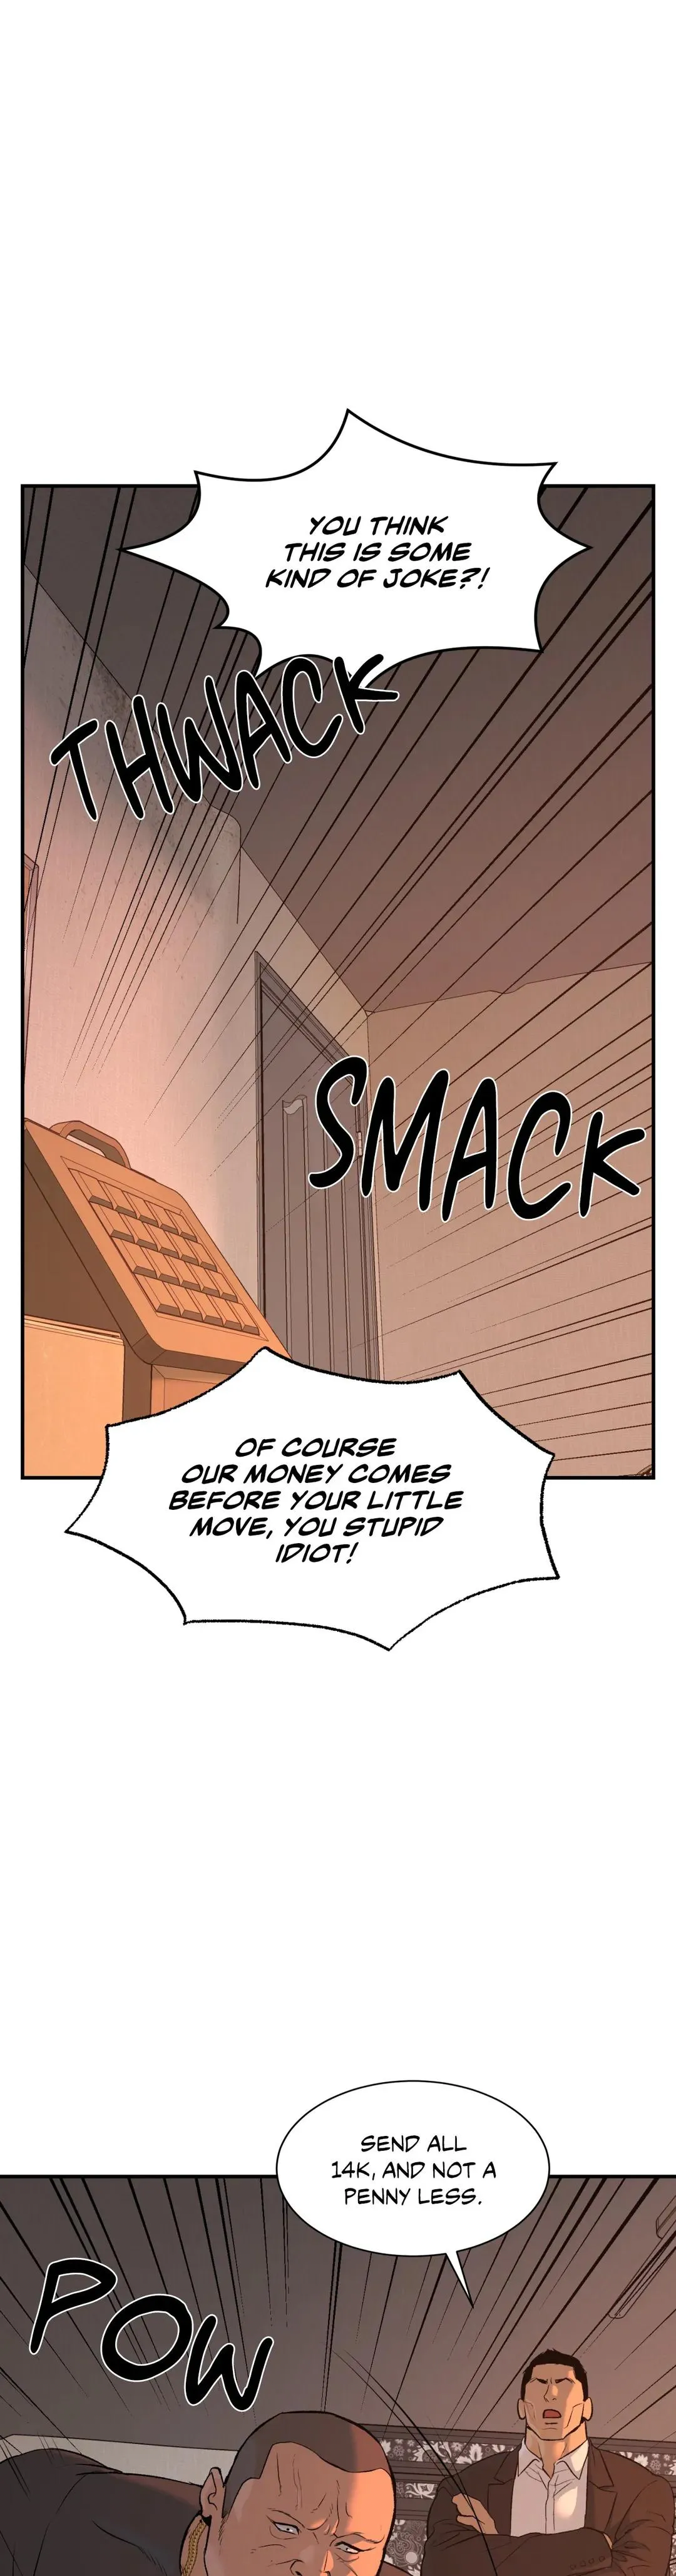 YOU THINK
THIS IS SOME
KIND OF JOKE?!
THWACK
SMACK
OF COURSE
OUR MONEY COMES
BEFORE YOUR LITTLE
MOVE, YOU STUPID
IDIOT!
SEND ALL
14K, AND NOT A
PENNY LESS.
POW